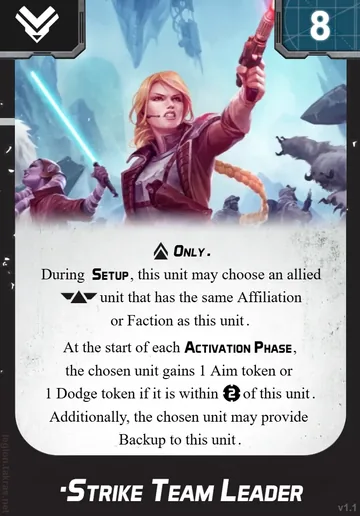 8
ONLY.
During SETUP, this unit may choose an allied
unit that has the same Affiliation
or Faction as this unit.
At the start of each ACTIVATION PHASE,
the chosen unit gains 1 Aim token or
1 Dodge token if it is within 2 of this unit.
Additionally, the chosen unit may provide
Backup to this unit.
•STRIKE TEAM LEADER
legion.takras.net
v1.1